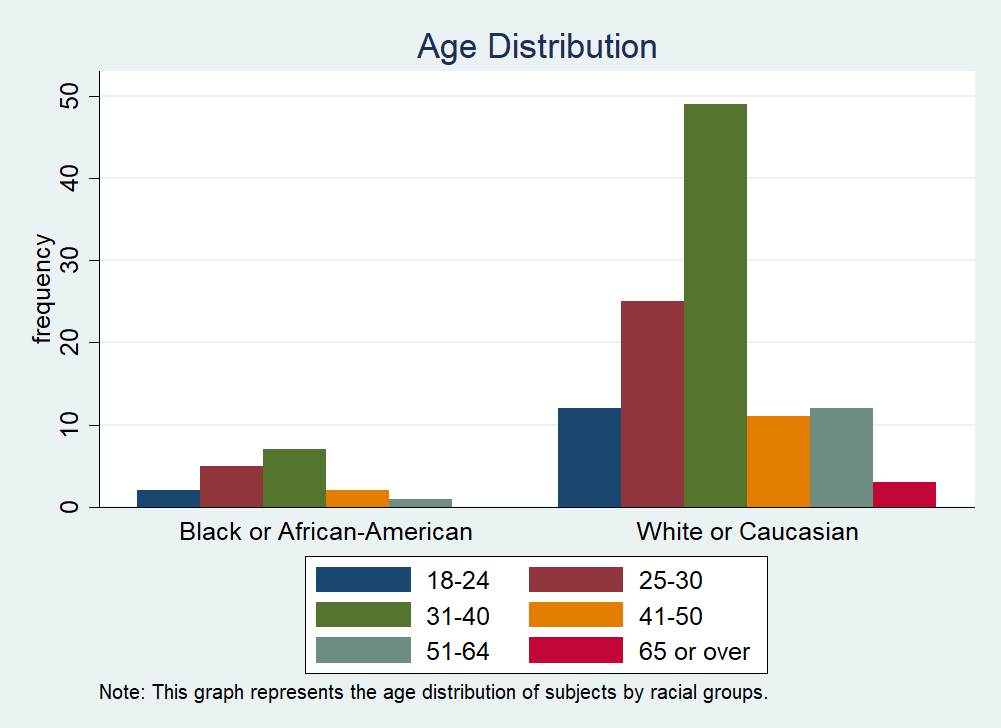 Age Distribution
frequency
50
40
30
20
10
0
Black or African-American
White or Caucasian
18-24
25-30
31-40
41-50
51-64
65 or over
Note: This graph represents the age distribution of subjects by racial groups.